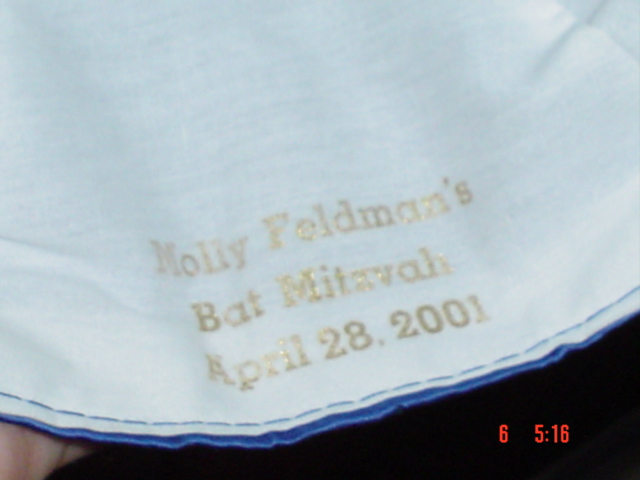 Molly Feldman's
Bat Mitzvah
April 28, 2001
6 5:16